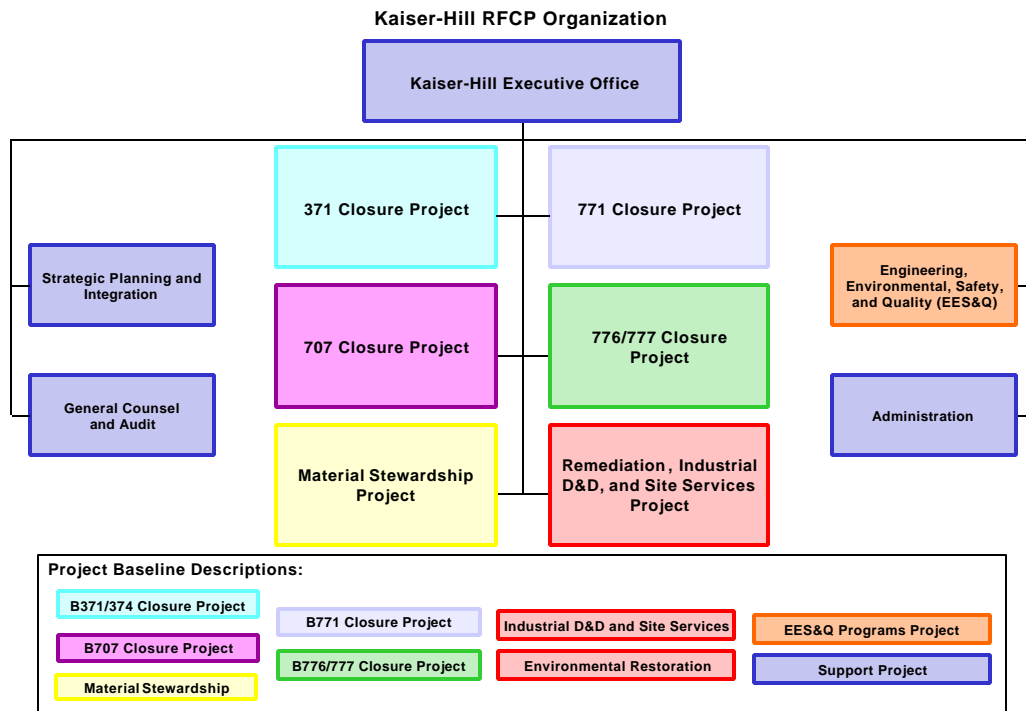 Kaiser-Hill RFCP Organization
Kaiser-Hill Executive Office
371 Closure Project
771 Closure Project
Strategic Planning and
Integration
Engineering,
Environmental, Safety,
and Quality (EES&Q)
707 Closure Project
776/777 Closure
Project
General Counsel
and Audit
Administration
Material Stewardship
Project
Remediation , Industrial
D&D, and Site Services
Project
Project Baseline Descriptions:
B371/374 Closure Project
B707 Closure Project
Material Stewardship
B771 Closure Project
B776/777 Closure Project
Industrial D&D and Site Services
Environmental Restoration
EES&Q Programs Project
Support Project